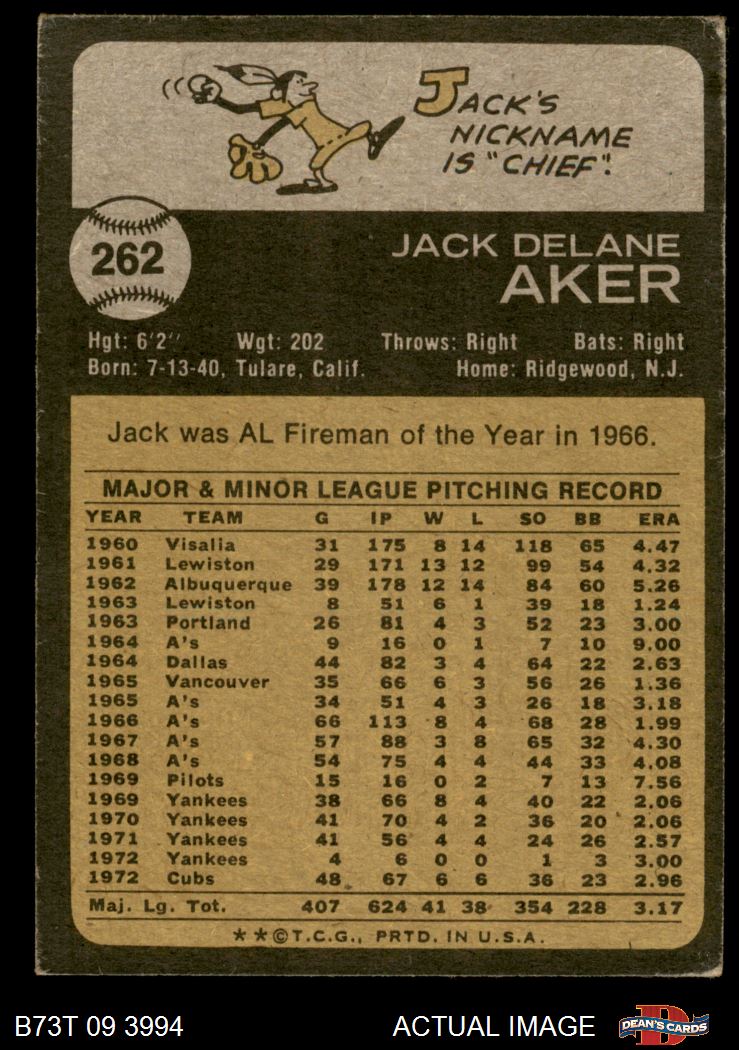 JACK'S
NICKNAME
IS "CHIEF".
262
JACK DELANE
AKER
Hgt: 6'2" Wgt: 202 Throws: Right Bats: Right
Born: 7-13-40, Tulare, Calif. Home: Ridgewood, N.J.
Jack was AL Fireman of the Year in 1966.
MAJOR & MINOR LEAGUE PITCHING RECORD
YEAR TEAM G IP W L SO BB ERA
1960 Visalia 31 175 8 14 118 65 4.47
1961 Lewiston 29 171 13 12 99 54 4.32
1962 Albuquerque 39 178 12 14 84 60 5.26
1963 Lewiston 8 51 6 1 39 18 1.24
1963 Portland 26 81 4 3 52 23 3.00
1964 A's 9 16 0 1 7 10 9.00
1964 Dallas 44 82 3 4 64 22 2.63
1965 Vancouver 35 66 6 3 56 26 1.36
1965 A's 34 51 4 3 26 18 3.18
1966 A's 66 113 8 4 68 28 1.99
1967 A's 57 88 3 8 65 32 4.30
1968 A's 54 75 4 4 44 33 4.08
1969 Pilots 15 16 0 2 7 13 7.56
1969 Yankees 38 66 8 4 40 22 2.06
1970 Yankees 41 70 4 2 36 20 2.06
1971 Yankees 41 56 4 4 24 26 2.57
1972 Yankees 4 6 0 0 1 3 3.00
1972 Cubs 48 67 6 6 36 23 2.96
Maj. Lg. Tot. 407 624 41 38 354 228 3.17
**©T.C.G., PRTD. IN U.S.A.
B73T 09 3994 ACTUAL IMAGE
D
DEAN'S CARDS